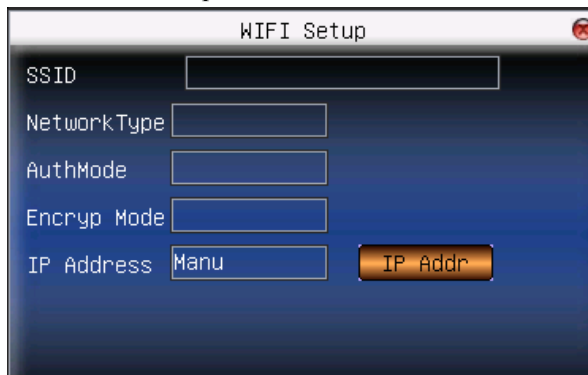 WIFI Setup
SSID
NetworkType
AuthMode
Encryp Mode
IP Address Manu IP Addr